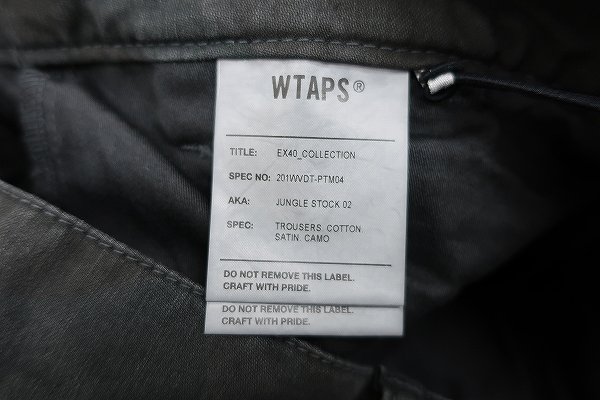 WTAPS®
TITLE: EX40_COLLECTION
SPEC NO: 201WVDT-PTM04
AKA: JUNGLE STOCK 02
SPEC: TROUSERS. COTTON.
SATIN. CAMO
DO NOT REMOVE THIS LABEL.
CRAFT WITH PRIDE.
DO NOT REMOVE THIS LABEL.
CRAFT WITH PRIDE.